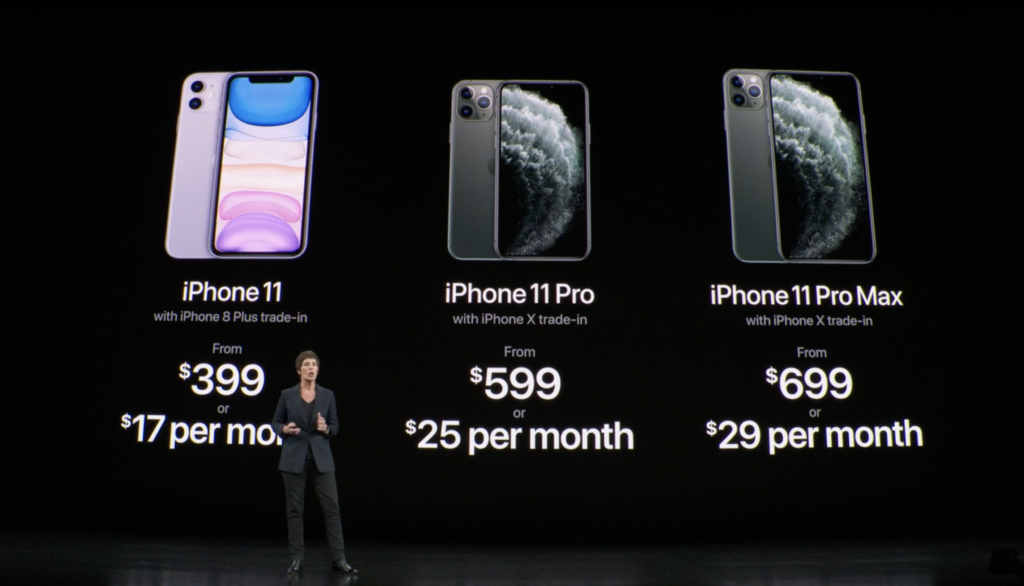 iPhone 11
with iPhone 8 Plus trade-in
From
$399
or
$17 per mo
iPhone 11 Pro
with iPhone X trade-in
From
$599
or
$25 per month
iPhone 11 Pro Max
with iPhone X trade-in
From
$699
or
$29 per month